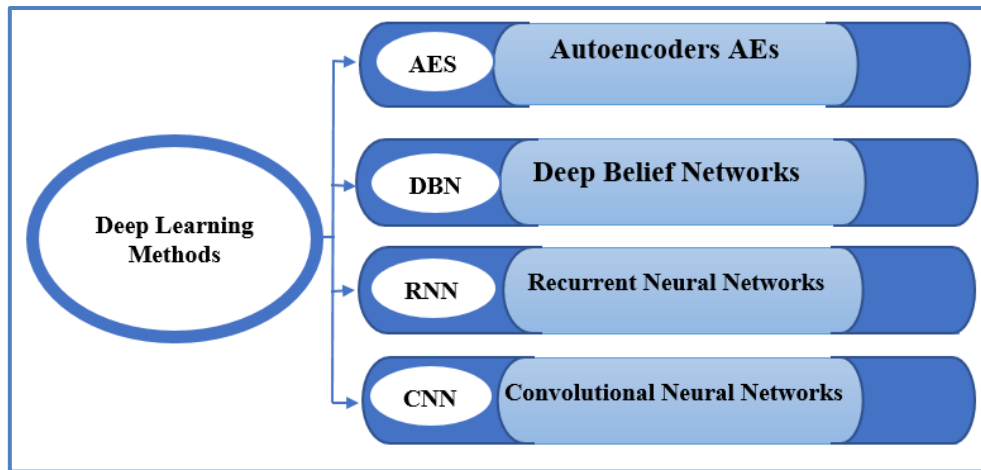 Deep Learning
Methods
AES
Autoencoders AEs
DBN
Deep Belief Networks
RNN
Recurrent Neural Networks
CNN
Convolutional Neural Networks